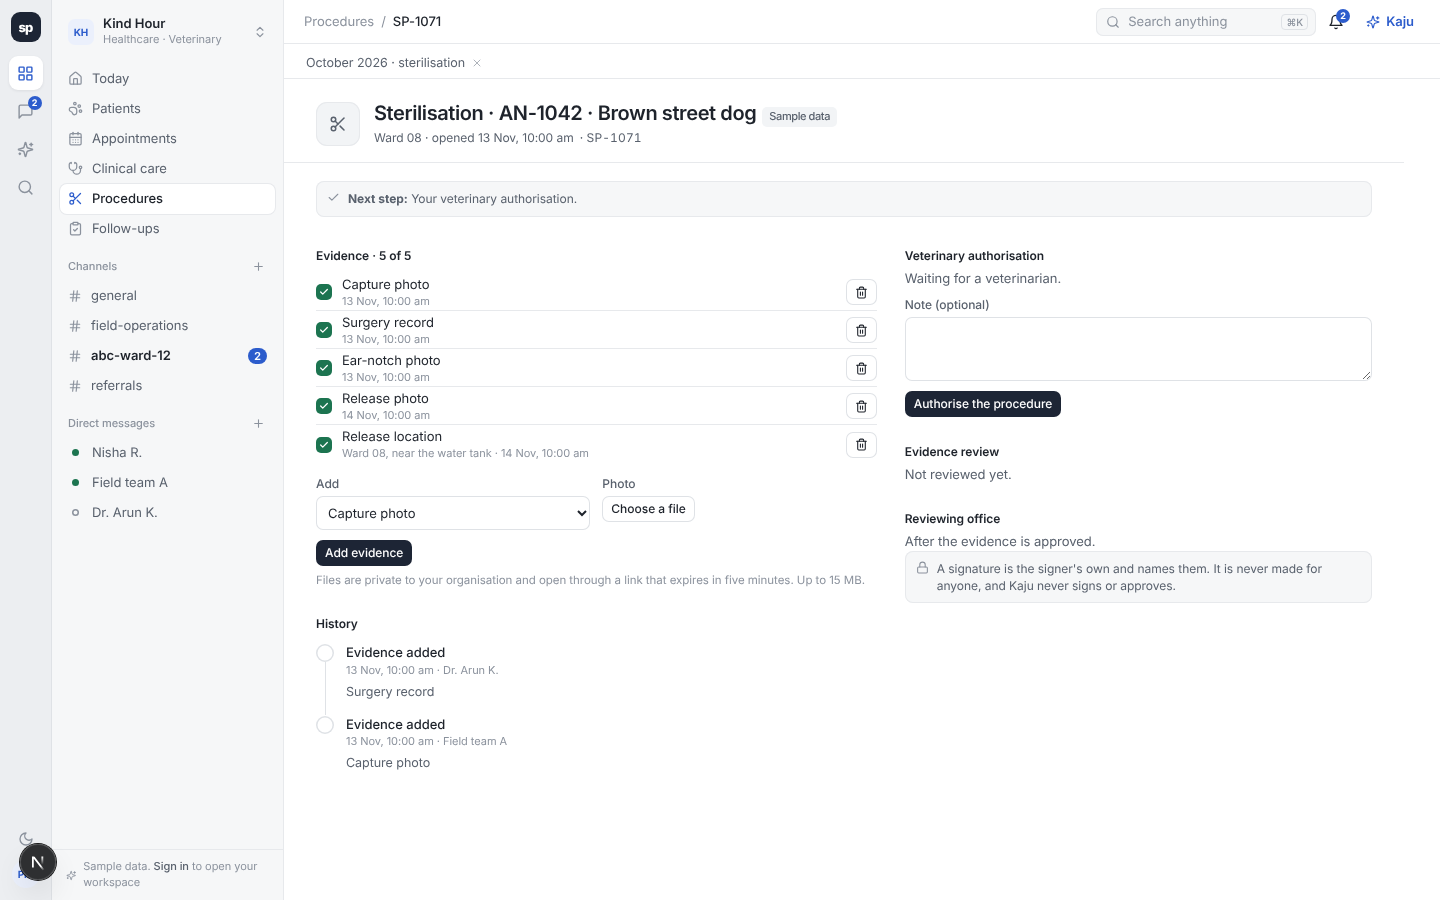 sp
KH
Kind Hour
Healthcare · Veterinary
2
Today
Patients
Appointments
Clinical care
Procedures
Follow-ups
Channels
general
field-operations
abc-ward-12
2
referrals
Direct messages
Nisha R.
Field team A
Dr. Arun K.
N
Sample data. Sign in to open your
workspace
Procedures / SP-1071
Search anything
⌘K
2
Kaju
October 2026 · sterilisation
Sterilisation · AN-1042 · Brown street dog
Sample data
Ward 08 · opened 13 Nov, 10:00 am · SP-1071
Next step: Your veterinary authorisation.
Evidence · 5 of 5
Capture photo
13 Nov, 10:00 am
Surgery record
13 Nov, 10:00 am
Ear-notch photo
13 Nov, 10:00 am
Release photo
14 Nov, 10:00 am
Release location
Ward 08, near the water tank · 14 Nov, 10:00 am
Add
Capture photo
Photo
Choose a file
Add evidence
Files are private to your organisation and open through a link that expires in five minutes. Up to 15 MB.
History
Evidence added
13 Nov, 10:00 am · Dr. Arun K.
Surgery record
Evidence added
13 Nov, 10:00 am · Field team A
Capture photo
Veterinary authorisation
Waiting for a veterinarian.
Note (optional)
Authorise the procedure
Evidence review
Not reviewed yet.
Reviewing office
After the evidence is approved.
A signature is the signer's own and names them. It is never made for
anyone, and Kaju never signs or approves.